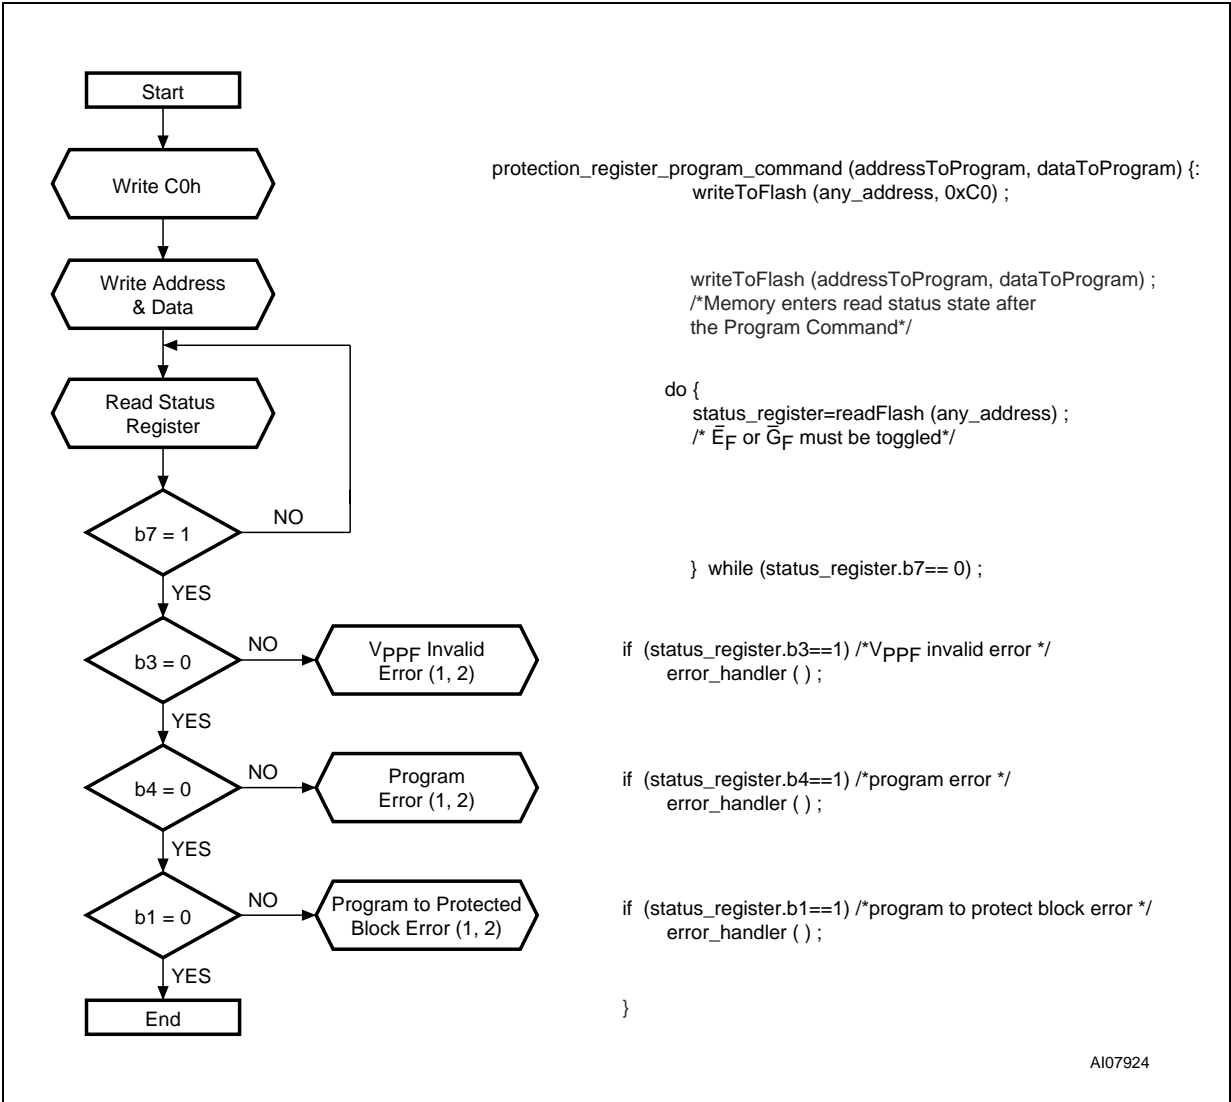 Start
Write C0h
protection_register_program_command (addressToProgram, dataToProgram) {:
writeToFlash (any_address, 0xC0) ;
Write Address
& Data
writeToFlash (addressToProgram, dataToProgram) ;
/*Memory enters read status state after
the Program Command*/
Read Status
Register
do {
status_register=readFlash (any_address) ;
/* E̅F or G̅F must be toggled*/
b7 = 1
NO
} while (status_register.b7== 0) ;
YES
b3 = 0
NO
VPPF Invalid
Error (1, 2)
if (status_register.b3==1) /*VPPF invalid error */
error_handler ( ) ;
YES
b4 = 0
NO
Program
Error (1, 2)
if (status_register.b4==1) /*program error */
error_handler ( ) ;
YES
b1 = 0
NO
Program to Protected
Block Error (1, 2)
if (status_register.b1==1) /*program to protect block error */
error_handler ( ) ;
YES
End
}
AI07924